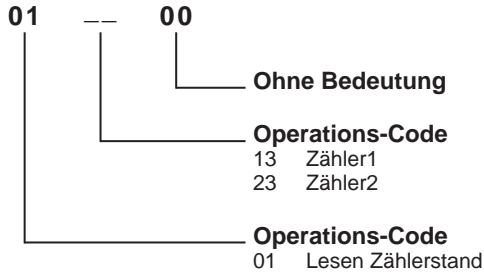 01 __ 00
Ohne Bedeutung
Operations-Code
13 Zähler1
23 Zähler2
Operations-Code
01 Lesen Zählerstand